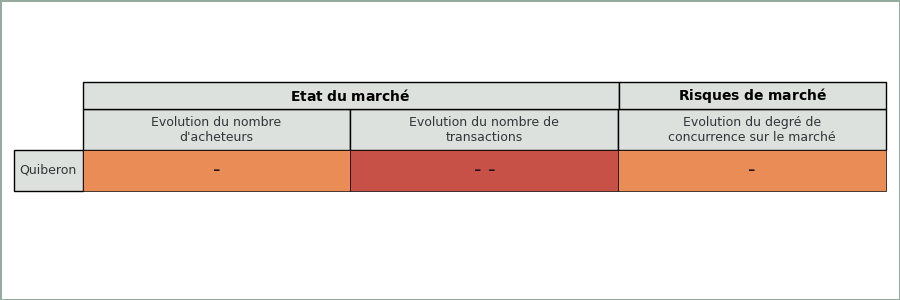 Etat du marché
Risques de marché
Evolution du nombre
d'acheteurs
Evolution du nombre de
transactions
Evolution du degré de
concurrence sur le marché
Quiberon
–
– –
–